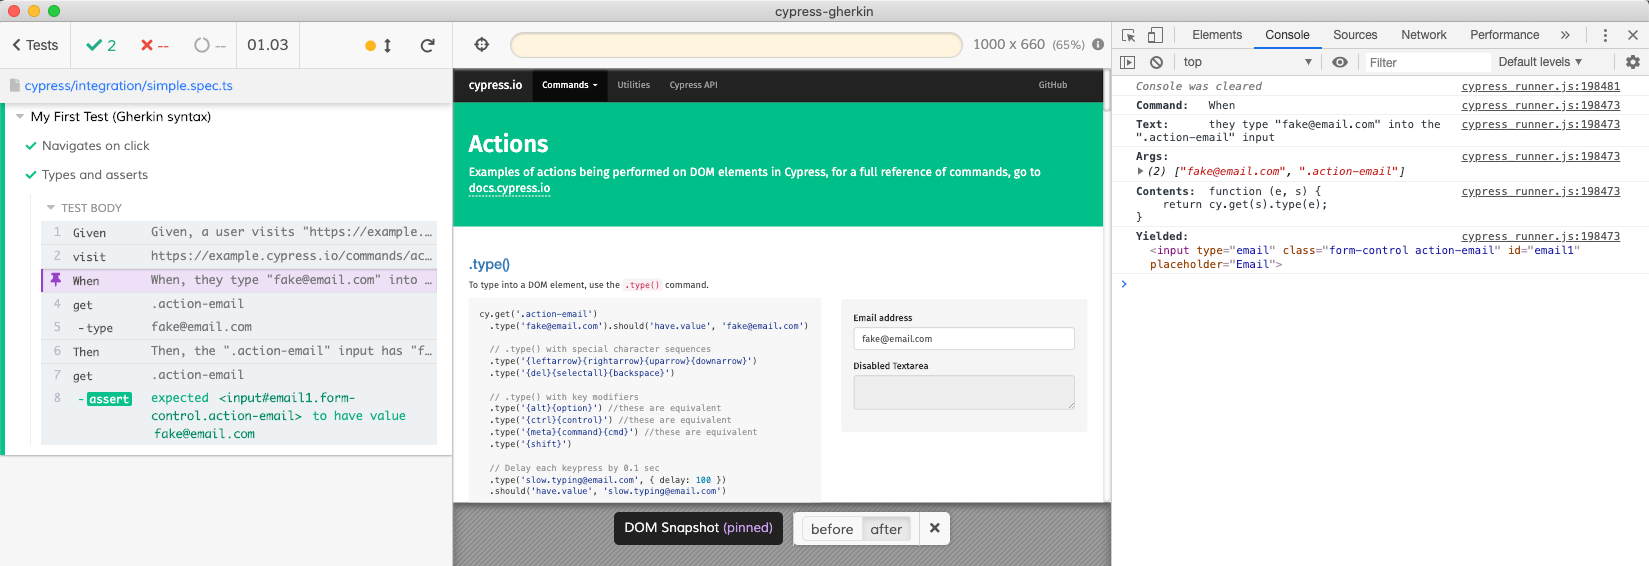 cypress-gherkin
Tests
2
--
--
01.03
1000 x 660 (65%)
cypress/integration/simple.spec.ts
My First Test (Gherkin syntax)
Navigates on click
Types and asserts
TEST BODY
1 Given Given, a user visits "https://example.…
2 visit https://example.cypress.io/commands/ac…
When When, they type "fake@email.com" into …
4 get .action-email
5 -type fake@email.com
6 Then Then, the ".action-email" input has "f…
7 get .action-email
8 -assert expected <input#email1.form-
control.action-email> to have value
fake@email.com
cypress.io Commands Utilities Cypress API GitHub
Actions
Examples of actions being performed on DOM elements in Cypress, for a full reference of commands, go to
docs.cypress.io
.type()
To type into a DOM element, use the .type() command.
cy.get('.action-email')
.type('fake@email.com').should('have.value', 'fake@email.com')
// .type() with special character sequences
.type('{leftarrow}{rightarrow}{uparrow}{downarrow}')
.type('{del}{selectall}{backspace}')
// .type() with key modifiers
.type('{alt}{option}') //these are equivalent
.type('{ctrl}{control}') //these are equivalent
.type('{meta}{command}{cmd}') //these are equivalent
.type('{shift}')
// Delay each keypress by 0.1 sec
.type('slow.typing@email.com', { delay: 100 })
.should('have.value', 'slow.typing@email.com')
Email address
fake@email.com
Disabled Textarea
DOM Snapshot (pinned) before after
Elements Console Sources Network Performance »
top Filter Default levels
Console was cleared cypress_runner.js:198481
Command: When cypress_runner.js:198473
Text: they type "fake@email.com" into the cypress_runner.js:198473
".action-email" input
Args: cypress_runner.js:198473
(2) ["fake@email.com", ".action-email"]
Contents: function (e, s) { cypress_runner.js:198473
return cy.get(s).type(e);
}
Yielded: cypress_runner.js:198473
<input type="email" class="form-control action-email" id="email1"
placeholder="Email">